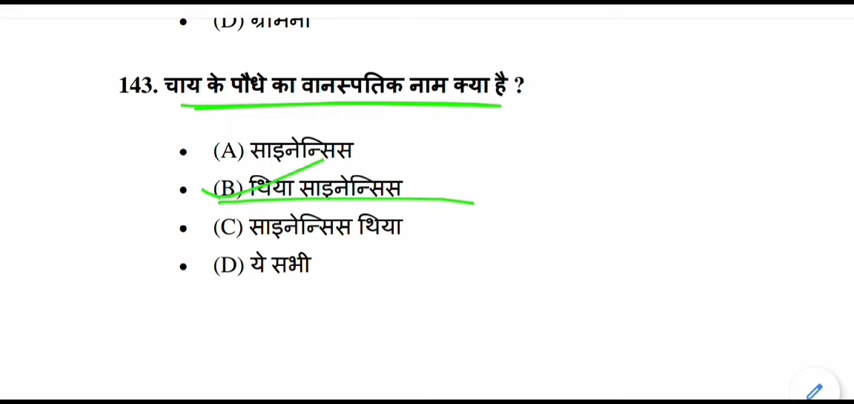 143. चाय के पौधे का वानस्पतिक नाम क्या है ?
• (A) साइनेन्सिस
• (B) थिया साइनेन्सिस
• (C) साइनेन्सिस थिया
• (D) ये सभी